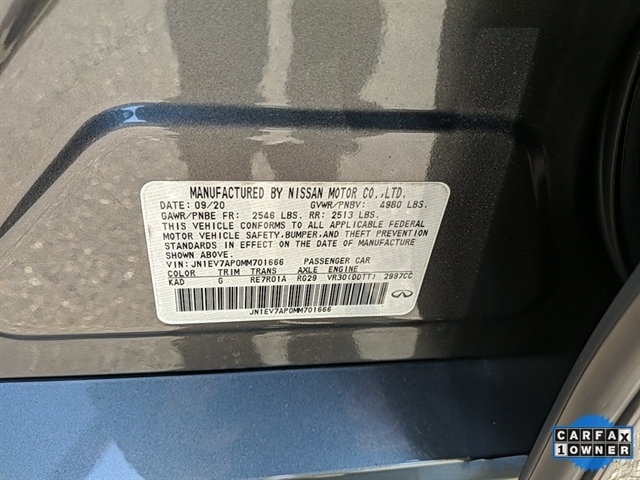 MANUFACTURED BY NISSAN MOTOR CO.,LTD.
DATE: 09/20 GVWR/PNBV: 4980 LBS.
GAWR/PNBE FR: 2546 LBS. RR: 2513 LBS.
THIS VEHICLE CONFORMS TO ALL APPLICABLE FEDERAL
MOTOR VEHICLE SAFETY, BUMPER, AND THEFT PREVENTION
STANDARDS IN EFFECT ON THE DATE OF MANUFACTURE
SHOWN ABOVE.
VIN: JN1EV7AP0MM701666 PASSENGER CAR
COLOR TRIM TRANS AXLE ENGINE
KAD G RE7R01A RG29 VR30(DDTT) 2997CC
JN1EV7AP0MM701666
CARFAX
1 OWNER